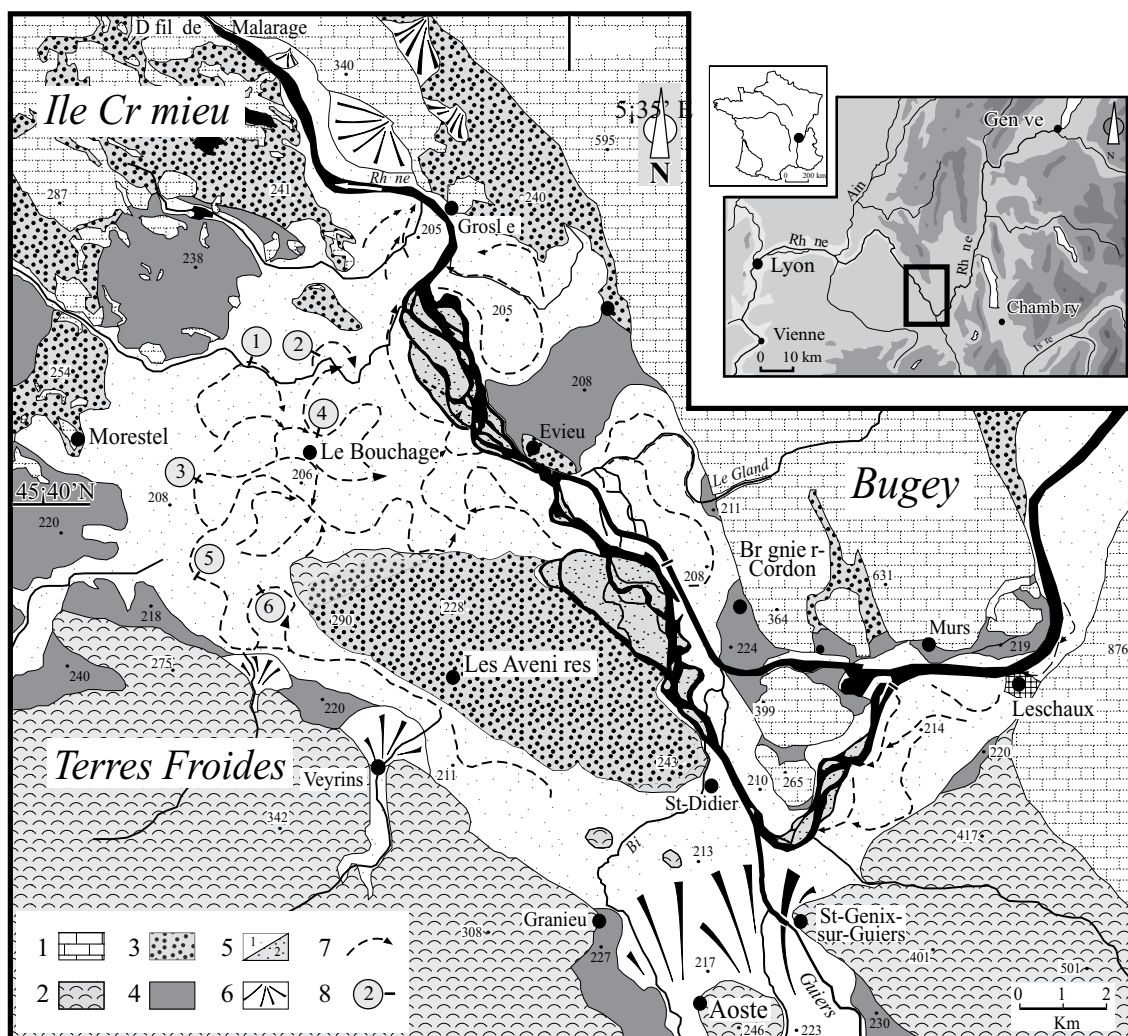 D fil de Malarage
Ile Cr mieu
340
595
5˚35' E
N
287
241
Rh ne
240
205
Grosl e
238
205
1
2
254
208
4
Morestel
Evieu
Le Bouchage
3
206
45˚40'N
208
220
Le Gland
211
Bugey
5
Br gnie r-
Cordon
208
631
6
218
290
228
364
Murs
275
224
219
876
240
Les Aveni res
Leschaux
220
399
214
Terres Froides
220
243
211
Veyrins
210
265
St-Didier
342
417
Bi
213
Granieu
St-Genix-
sur-Guiers
308
227
401
217
501
Guiers
Aoste
246
223
230
1
2
3
4
5
1
2
6
7
8
2
0 1 2
Km
0 200 km
Gen ve
N
Ain
Rh ne
Lyon
Rh ne
Chamb ry
Vienne
Is re
0 10 km